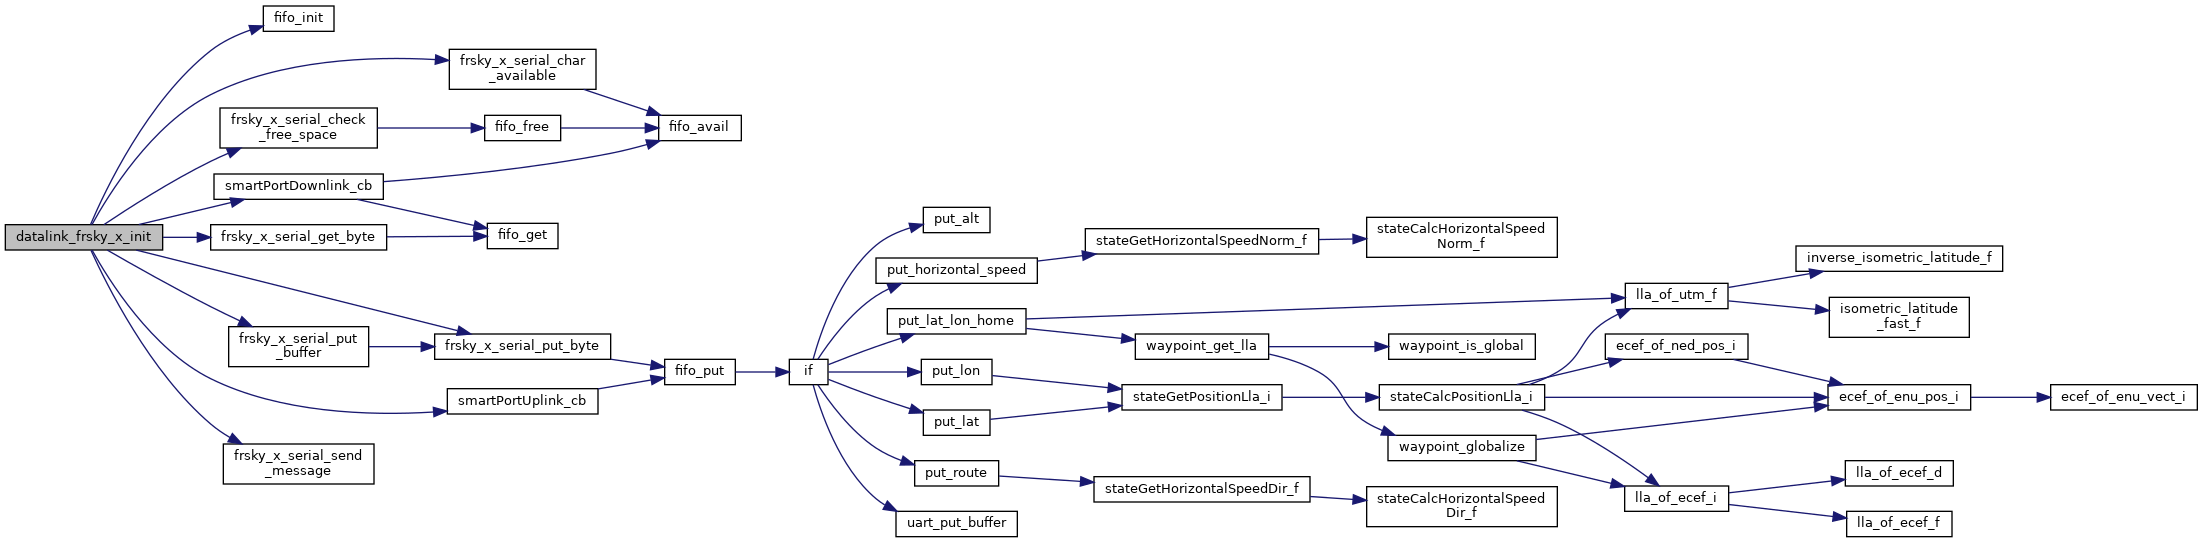 datalink_frsky_x_init
fifo_init
frsky_x_serial_char
_available
frsky_x_serial_check
_free_space
fifo_free
fifo_avail
smartPortDownlink_cb
frsky_x_serial_get_byte
fifo_get
frsky_x_serial_put
_buffer
frsky_x_serial_put_byte
smartPortUplink_cb
frsky_x_serial_send
_message
fifo_put
if
put_alt
put_horizontal_speed
stateGetHorizontalSpeedNorm_f
stateCalcHorizontalSpeed
Norm_f
put_lat_lon_home
waypoint_get_lla
waypoint_is_global
put_lon
put_lat
stateGetPositionLla_i
stateCalcPositionLla_i
waypoint_globalize
put_route
stateGetHorizontalSpeedDir_f
stateCalcHorizontalSpeed
Dir_f
uart_put_buffer
lla_of_utm_f
inverse_isometric_latitude_f
isometric_latitude
_fast_f
ecef_of_ned_pos_i
ecef_of_enu_pos_i
ecef_of_enu_vect_i
lla_of_ecef_i
lla_of_ecef_d
lla_of_ecef_f